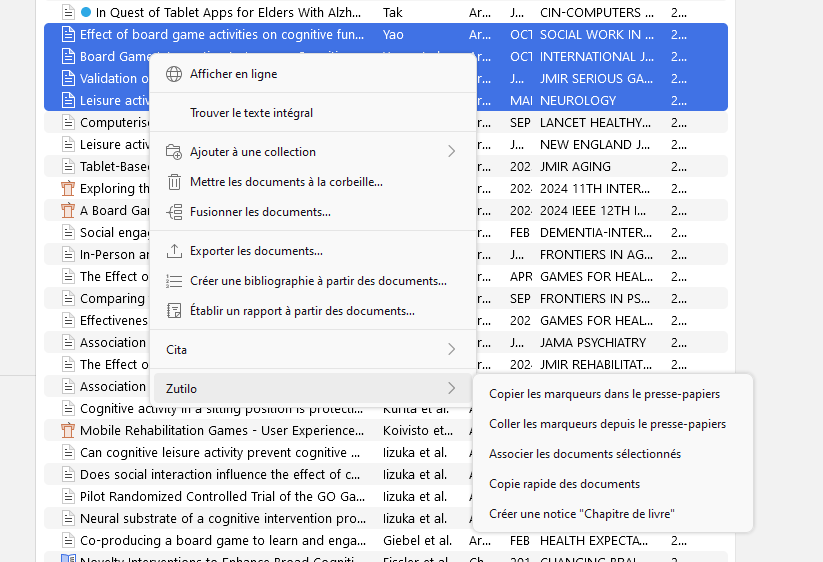 In Quest of Tablet Apps for Elders With Alzh... Tak Ar... J... CIN-COMPUTERS ... 2...
Effect of board game activities on cognitive fun... Yao Ar... OCT SOCIAL WORK IN ... 2...
Board Game OCT INTERNATIONAL J... 2...
Validation o r... J... JMIR SERIOUS GA... 2...
Leisure activ r... MAI NEUROLOGY 2...
Computerise r... SEP LANCET HEALTHY... 2...
Leisure activ r... J... NEW ENGLAND J... 2...
Tablet-Based r... 202 JMIR AGING 2...
Exploring th r... 202 2024 11TH INTER... 2...
A Board Gar r... 202 2024 IEEE 12TH I... 2...
Social engag r... FEB DEMENTIA-INTER... 2...
In-Person ar r... J... FRONTIERS IN AG... 2...
The Effect o r... APR GAMES FOR HEAL... 2...
Comparing r... SEP FRONTIERS IN PS... 2...
Effectivenes r... 202 GAMES FOR HEAL... 2...
Association r... J... JAMA PSYCHIATRY 2...
The Effect o r... 202 JMIR REHABILITAT... 2...
Association
Cognitive activity in a sitting position is protecti... Kurita et al.
Mobile Rehabilitation Games - User Experience... Koivisto et...
Can cognitive leisure activity prevent cognitive ... Iizuka et al.
Does social interaction influence the effect of c... Iizuka et al.
Pilot Randomized Controlled Trial of the GO Ga... Iizuka et al.
Neural substrate of a cognitive intervention pro... Iizuka et al.
Co-producing a board game to learn and enga... Giebel et al. Ar... FEB HEALTH EXPECTA... 2...
Novelty Interventions to Enhance Broad Cogniti... Fissler et al. Ch... 201 CHANGING BRAI... 2...
Afficher en ligne
Trouver le texte intégral
Ajouter à une collection
Mettre les documents à la corbeille...
Fusionner les documents...
Exporter les documents...
Créer une bibliographie à partir des documents...
Établir un rapport à partir des documents...
Cita
Zutilo
Copier les marqueurs dans le presse-papiers
Coller les marqueurs depuis le presse-papiers
Associer les documents sélectionnés
Copie rapide des documents
Créer une notice "Chapitre de livre"